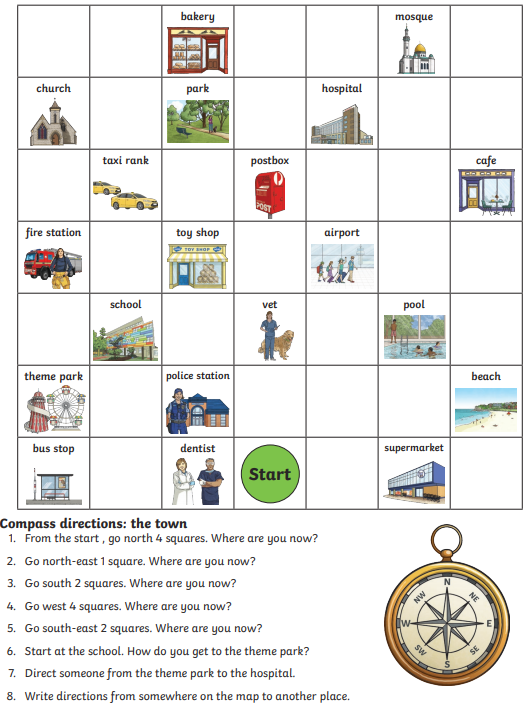 bakery
mosque
church
park
hospital
taxi rank
postbox
cafe
POST
fire station
toy shop
airport
TOY SHOP
school
vet
pool
theme park
police station
beach
bus stop
dentist
Start
supermarket
Compass directions: the town
1. From the start , go north 4 squares. Where are you now?
2. Go north-east 1 square. Where are you now?
3. Go south 2 squares. Where are you now?
4. Go west 4 squares. Where are you now?
5. Go south-east 2 squares. Where are you now?
6. Start at the school. How do you get to the theme park?
7. Direct someone from the theme park to the hospital.
8. Write directions from somewhere on the map to another place.
N
NW NE
W E
SW SE
S